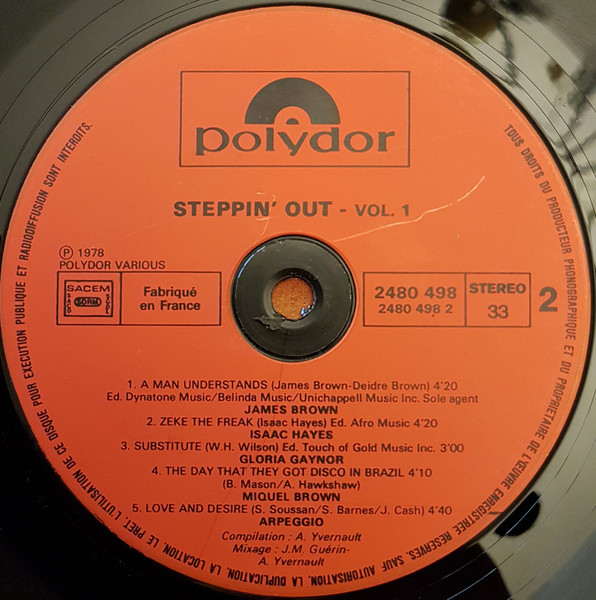 polydor
STEPPIN' OUT - VOL. 1
℗ 1978
POLYDOR VARIOUS
SACEM
SACD
SDRM
SGDL
Fabriqué
en France
2480 498
2480 498 2
STEREO
33
2
1. A MAN UNDERSTANDS (James Brown-Deidre Brown) 4'20
Ed. Dynatone Music/Belinda Music/Unichappell Music Inc. Sole agent
JAMES BROWN
2. ZEKE THE FREAK (Isaac Hayes) Ed. Afro Music 4'20
ISAAC HAYES
3. SUBSTITUTE (W.H. Wilson) Ed. Touch of Gold Music Inc. 3'00
GLORIA GAYNOR
4. THE DAY THAT THEY GOT DISCO IN BRAZIL 4'10
(B. Mason/A. Hawkshaw)
MIQUEL BROWN
5. LOVE AND DESIRE (S. Soussan/S. Barnes/J. Cash) 4'40
ARPEGGIO
Compilation : A. Yvernault
Mixage : J.M. Guérin-
A. Yvernault
TOUS DROITS DU PRODUCTEUR PHONOGRAPHIQUE ET DU PROPRIETAIRE DE L'ŒUVRE ENREGISTREE RESERVES. SAUF AUTORISATION, LA DUPLICATION, LA LOCATION, LE PRET, L'UTILISATION DE CE DISQUE POUR EXECUTION PUBLIQUE ET RADIODIFFUSION SONT INTERDITS.